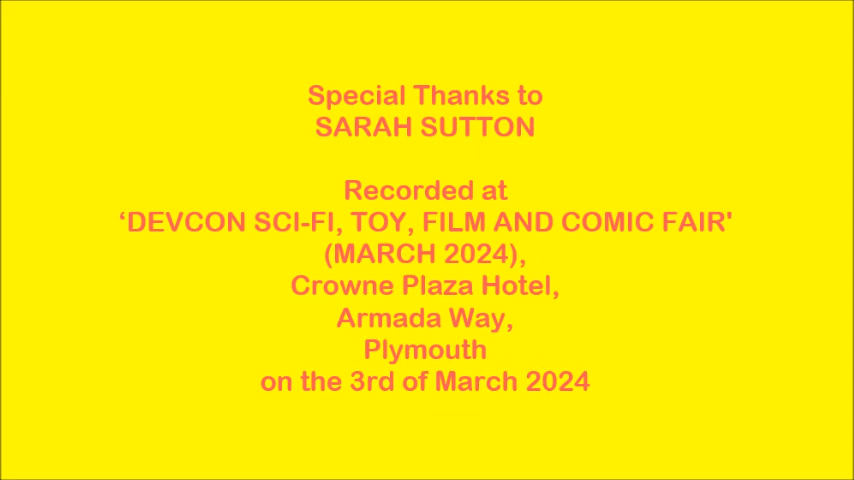 Special Thanks to
SARAH SUTTON
Recorded at
‘DEVCON SCI-FI, TOY, FILM AND COMIC FAIR'
(MARCH 2024),
Crowne Plaza Hotel,
Armada Way,
Plymouth
on the 3rd of March 2024